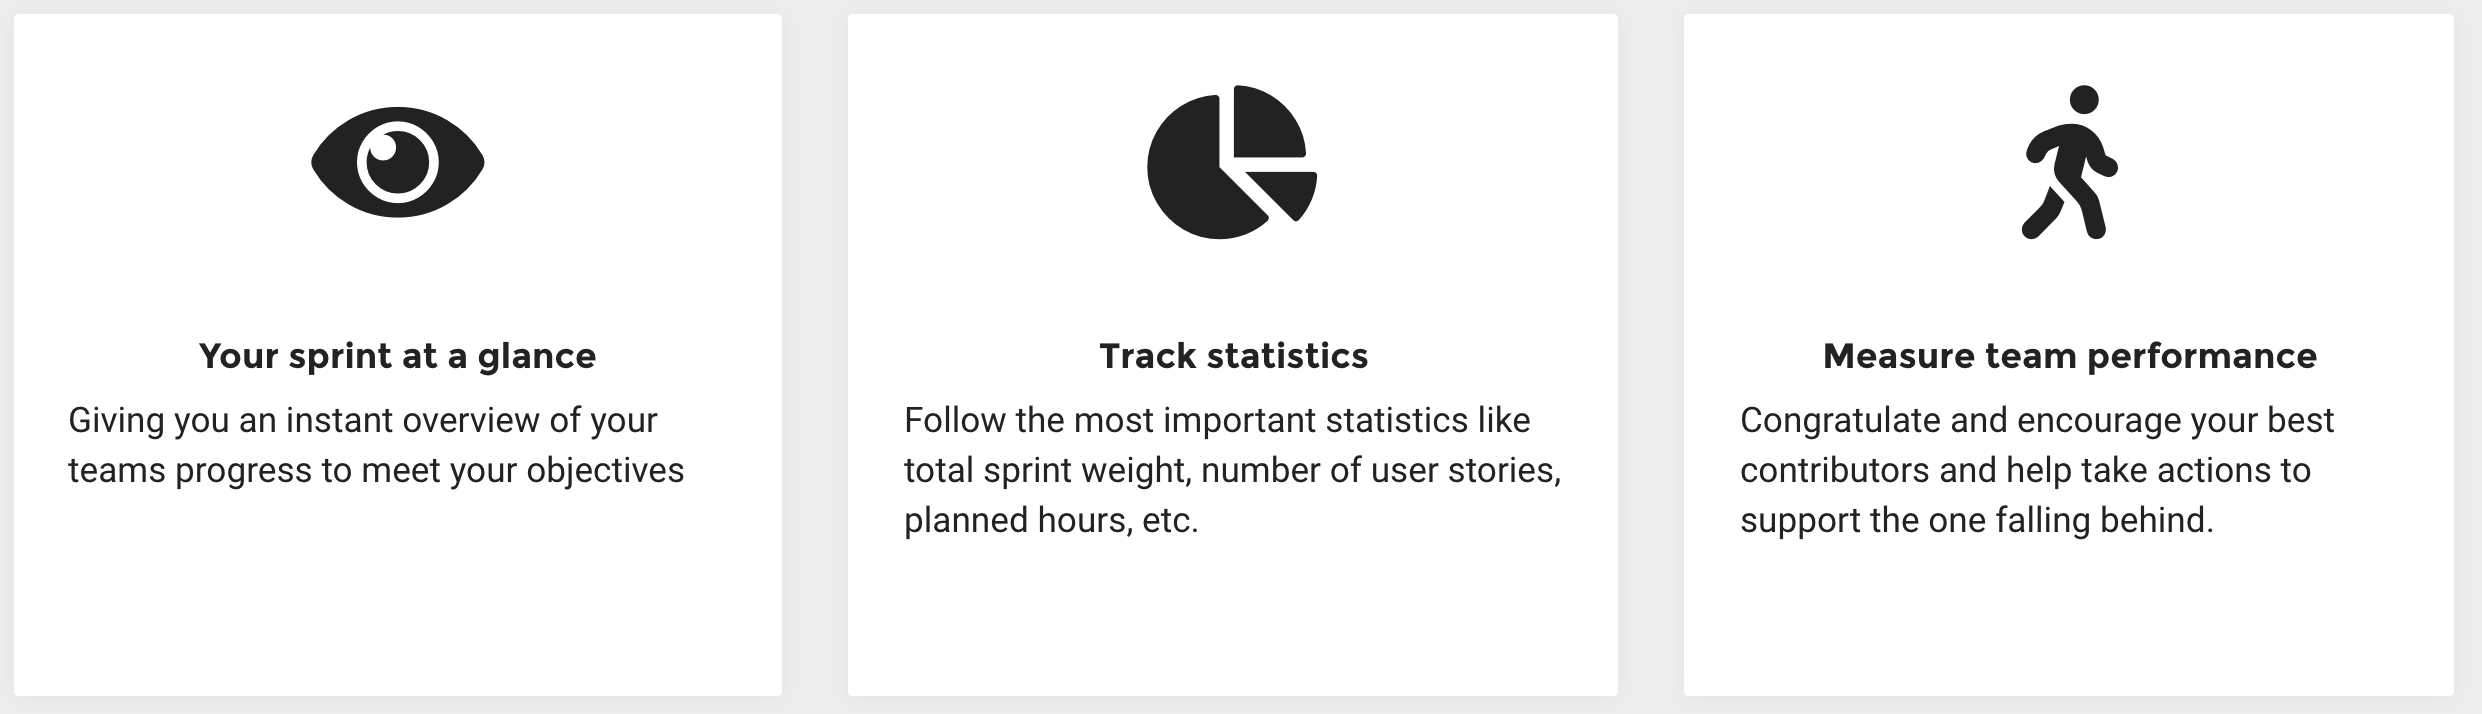 Your sprint at a glance
Giving you an instant overview of your
teams progress to meet your objectives
Track statistics
Follow the most important statistics like
total sprint weight, number of user stories,
planned hours, etc.
Measure team performance
Congratulate and encourage your best
contributors and help take actions to
support the one falling behind.